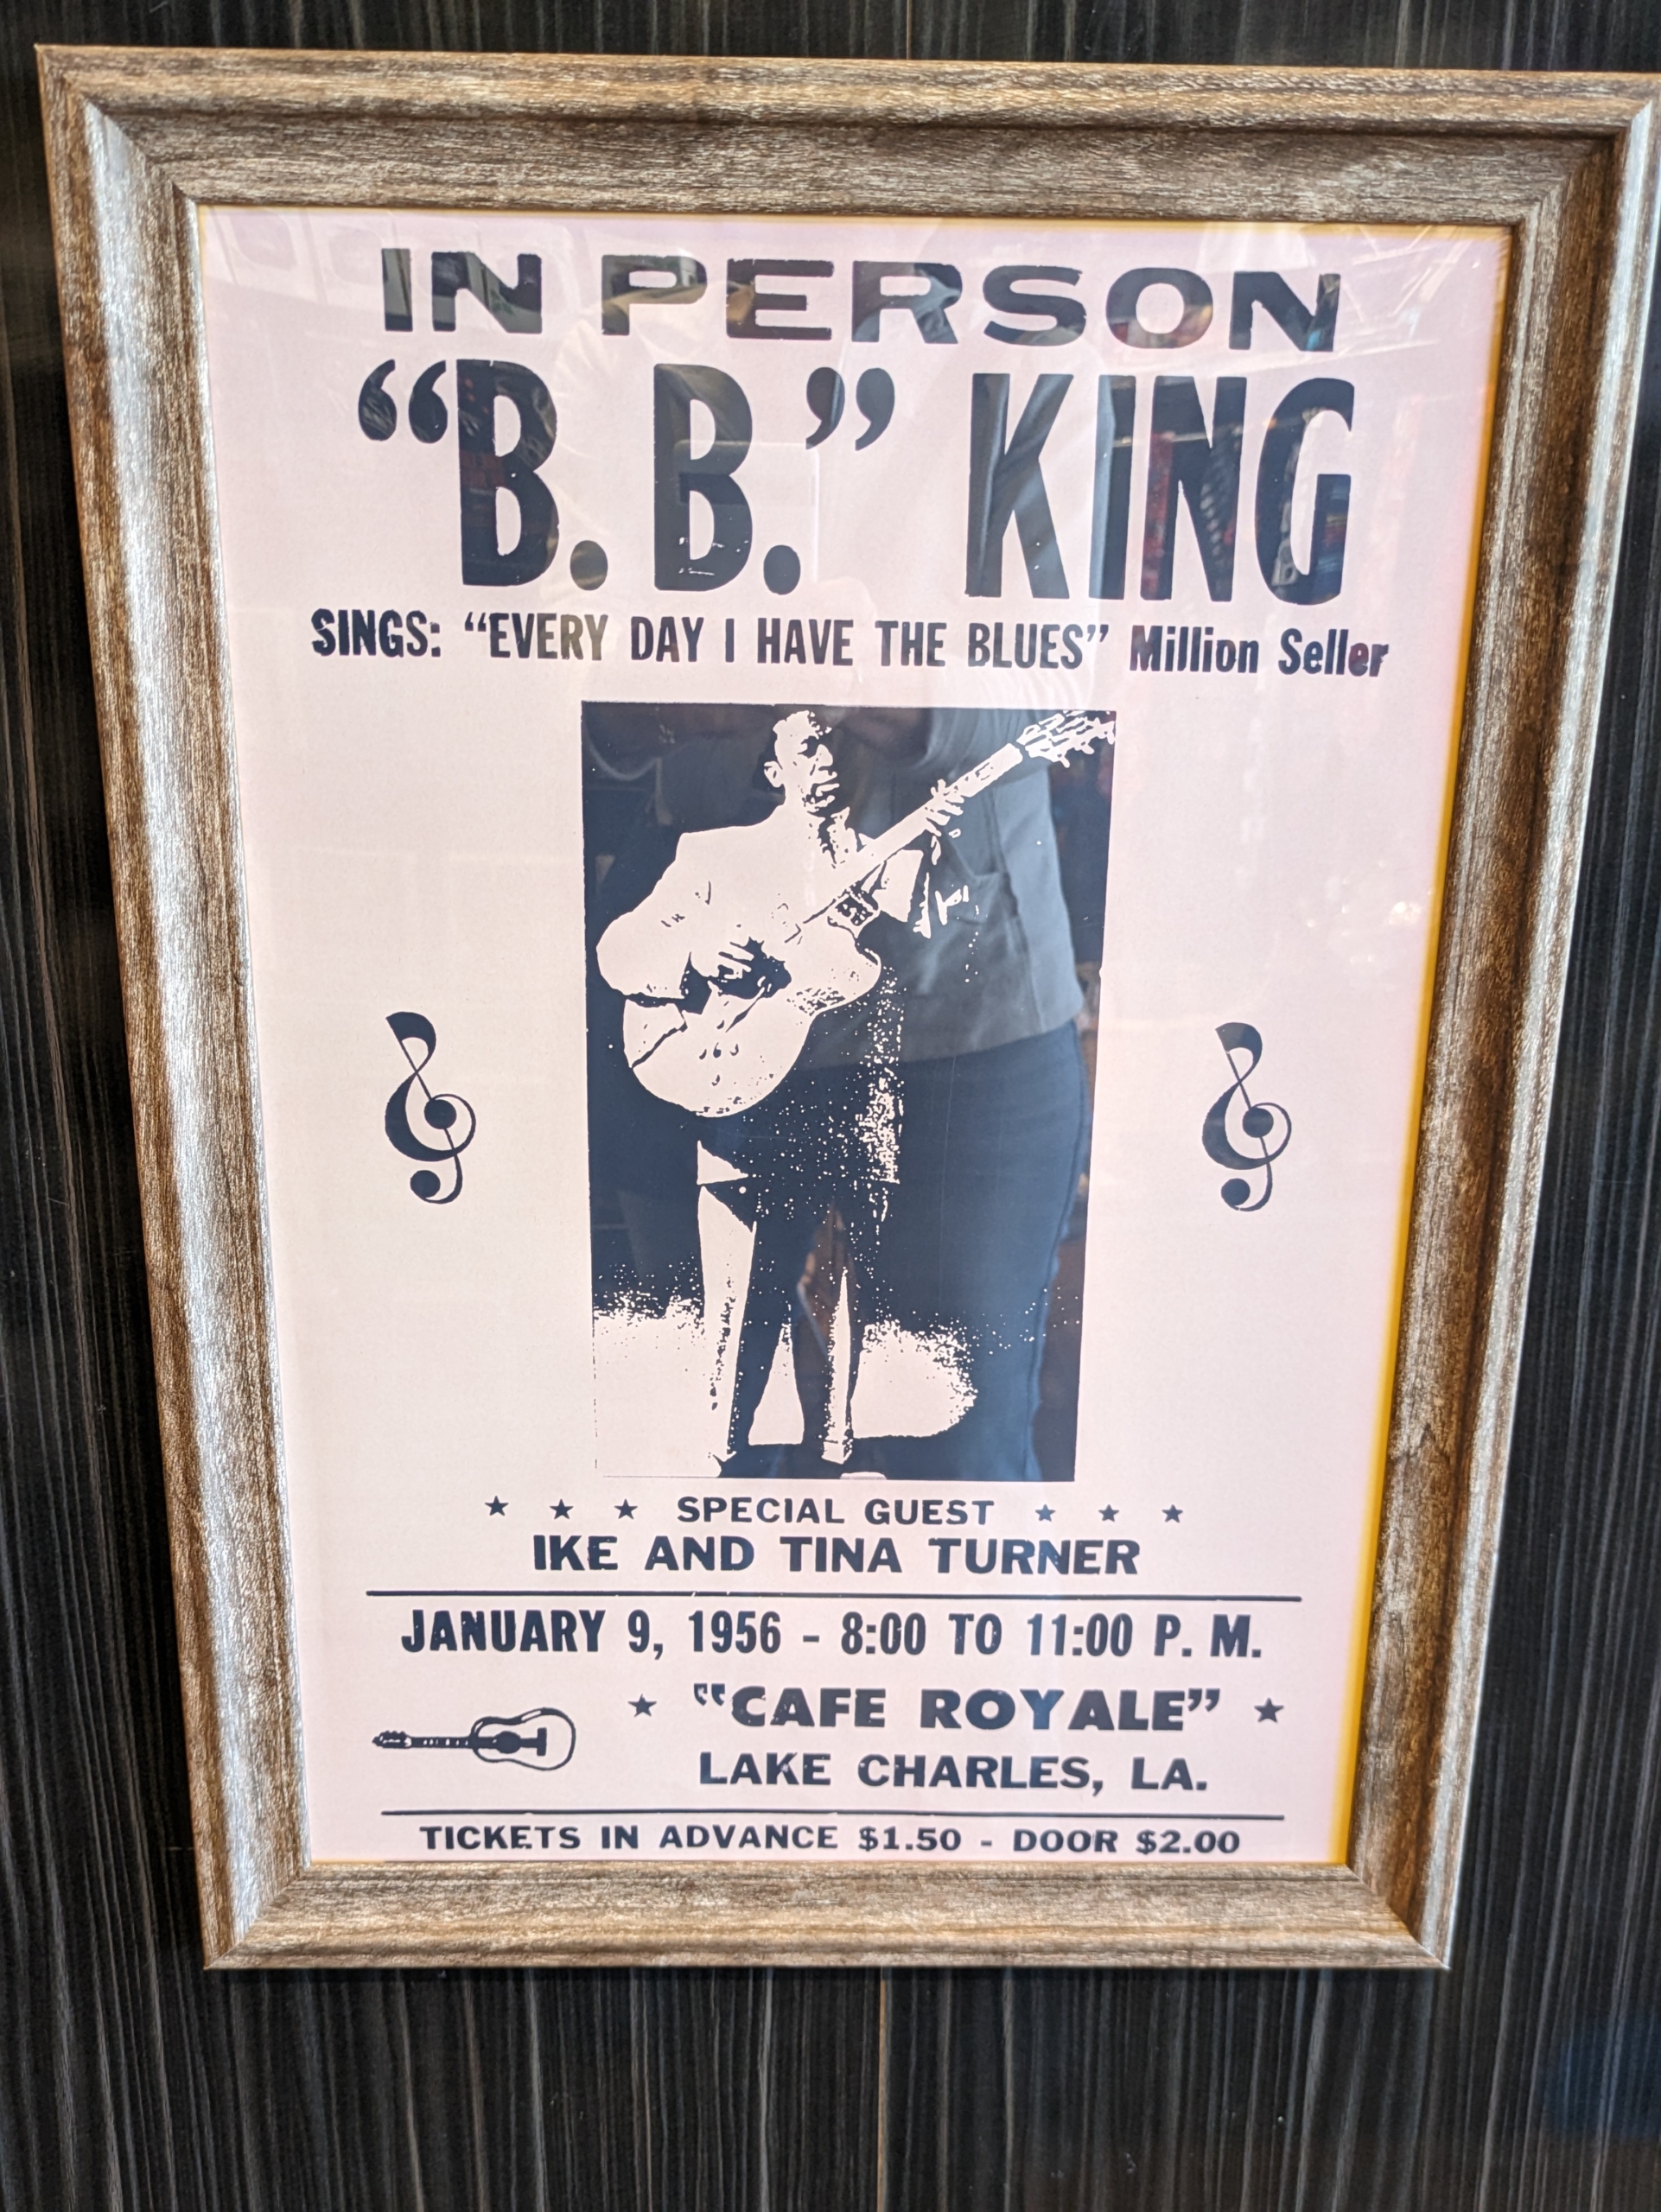 IN PERSON
“B. B.” KING
SINGS: “EVERY DAY I HAVE THE BLUES” Million Seller
SPECIAL GUEST
IKE AND TINA TURNER
JANUARY 9, 1956 - 8:00 TO 11:00 P. M.
“CAFE ROYALE”
LAKE CHARLES, LA.
TICKETS IN ADVANCE $1.50 - DOOR $2.00